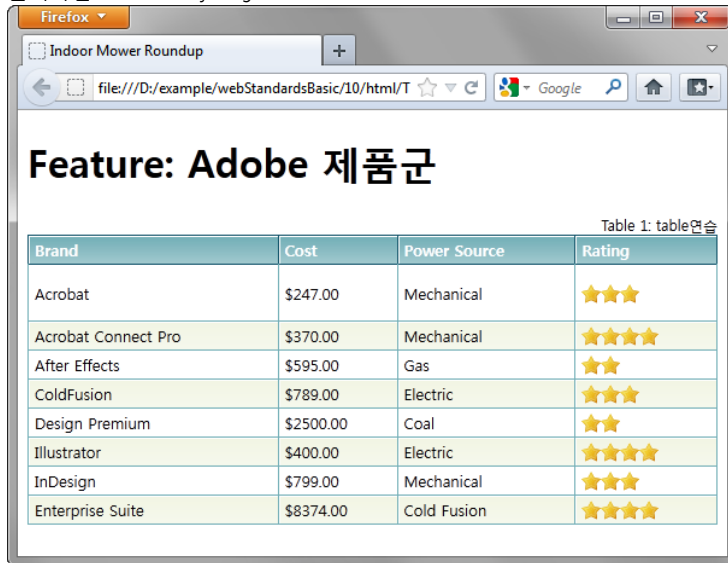 Firefox
Indoor Mower Roundup
file:///D:/example/webStandardsBasic/10/html/T
Google
Feature: Adobe 제품군
Table 1: table연습
Brand Cost Power Source Rating
Acrobat $247.00 Mechanical
Acrobat Connect Pro $370.00 Mechanical
After Effects $595.00 Gas
ColdFusion $789.00 Electric
Design Premium $2500.00 Coal
Illustrator $400.00 Electric
InDesign $799.00 Mechanical
Enterprise Suite $8374.00 Cold Fusion